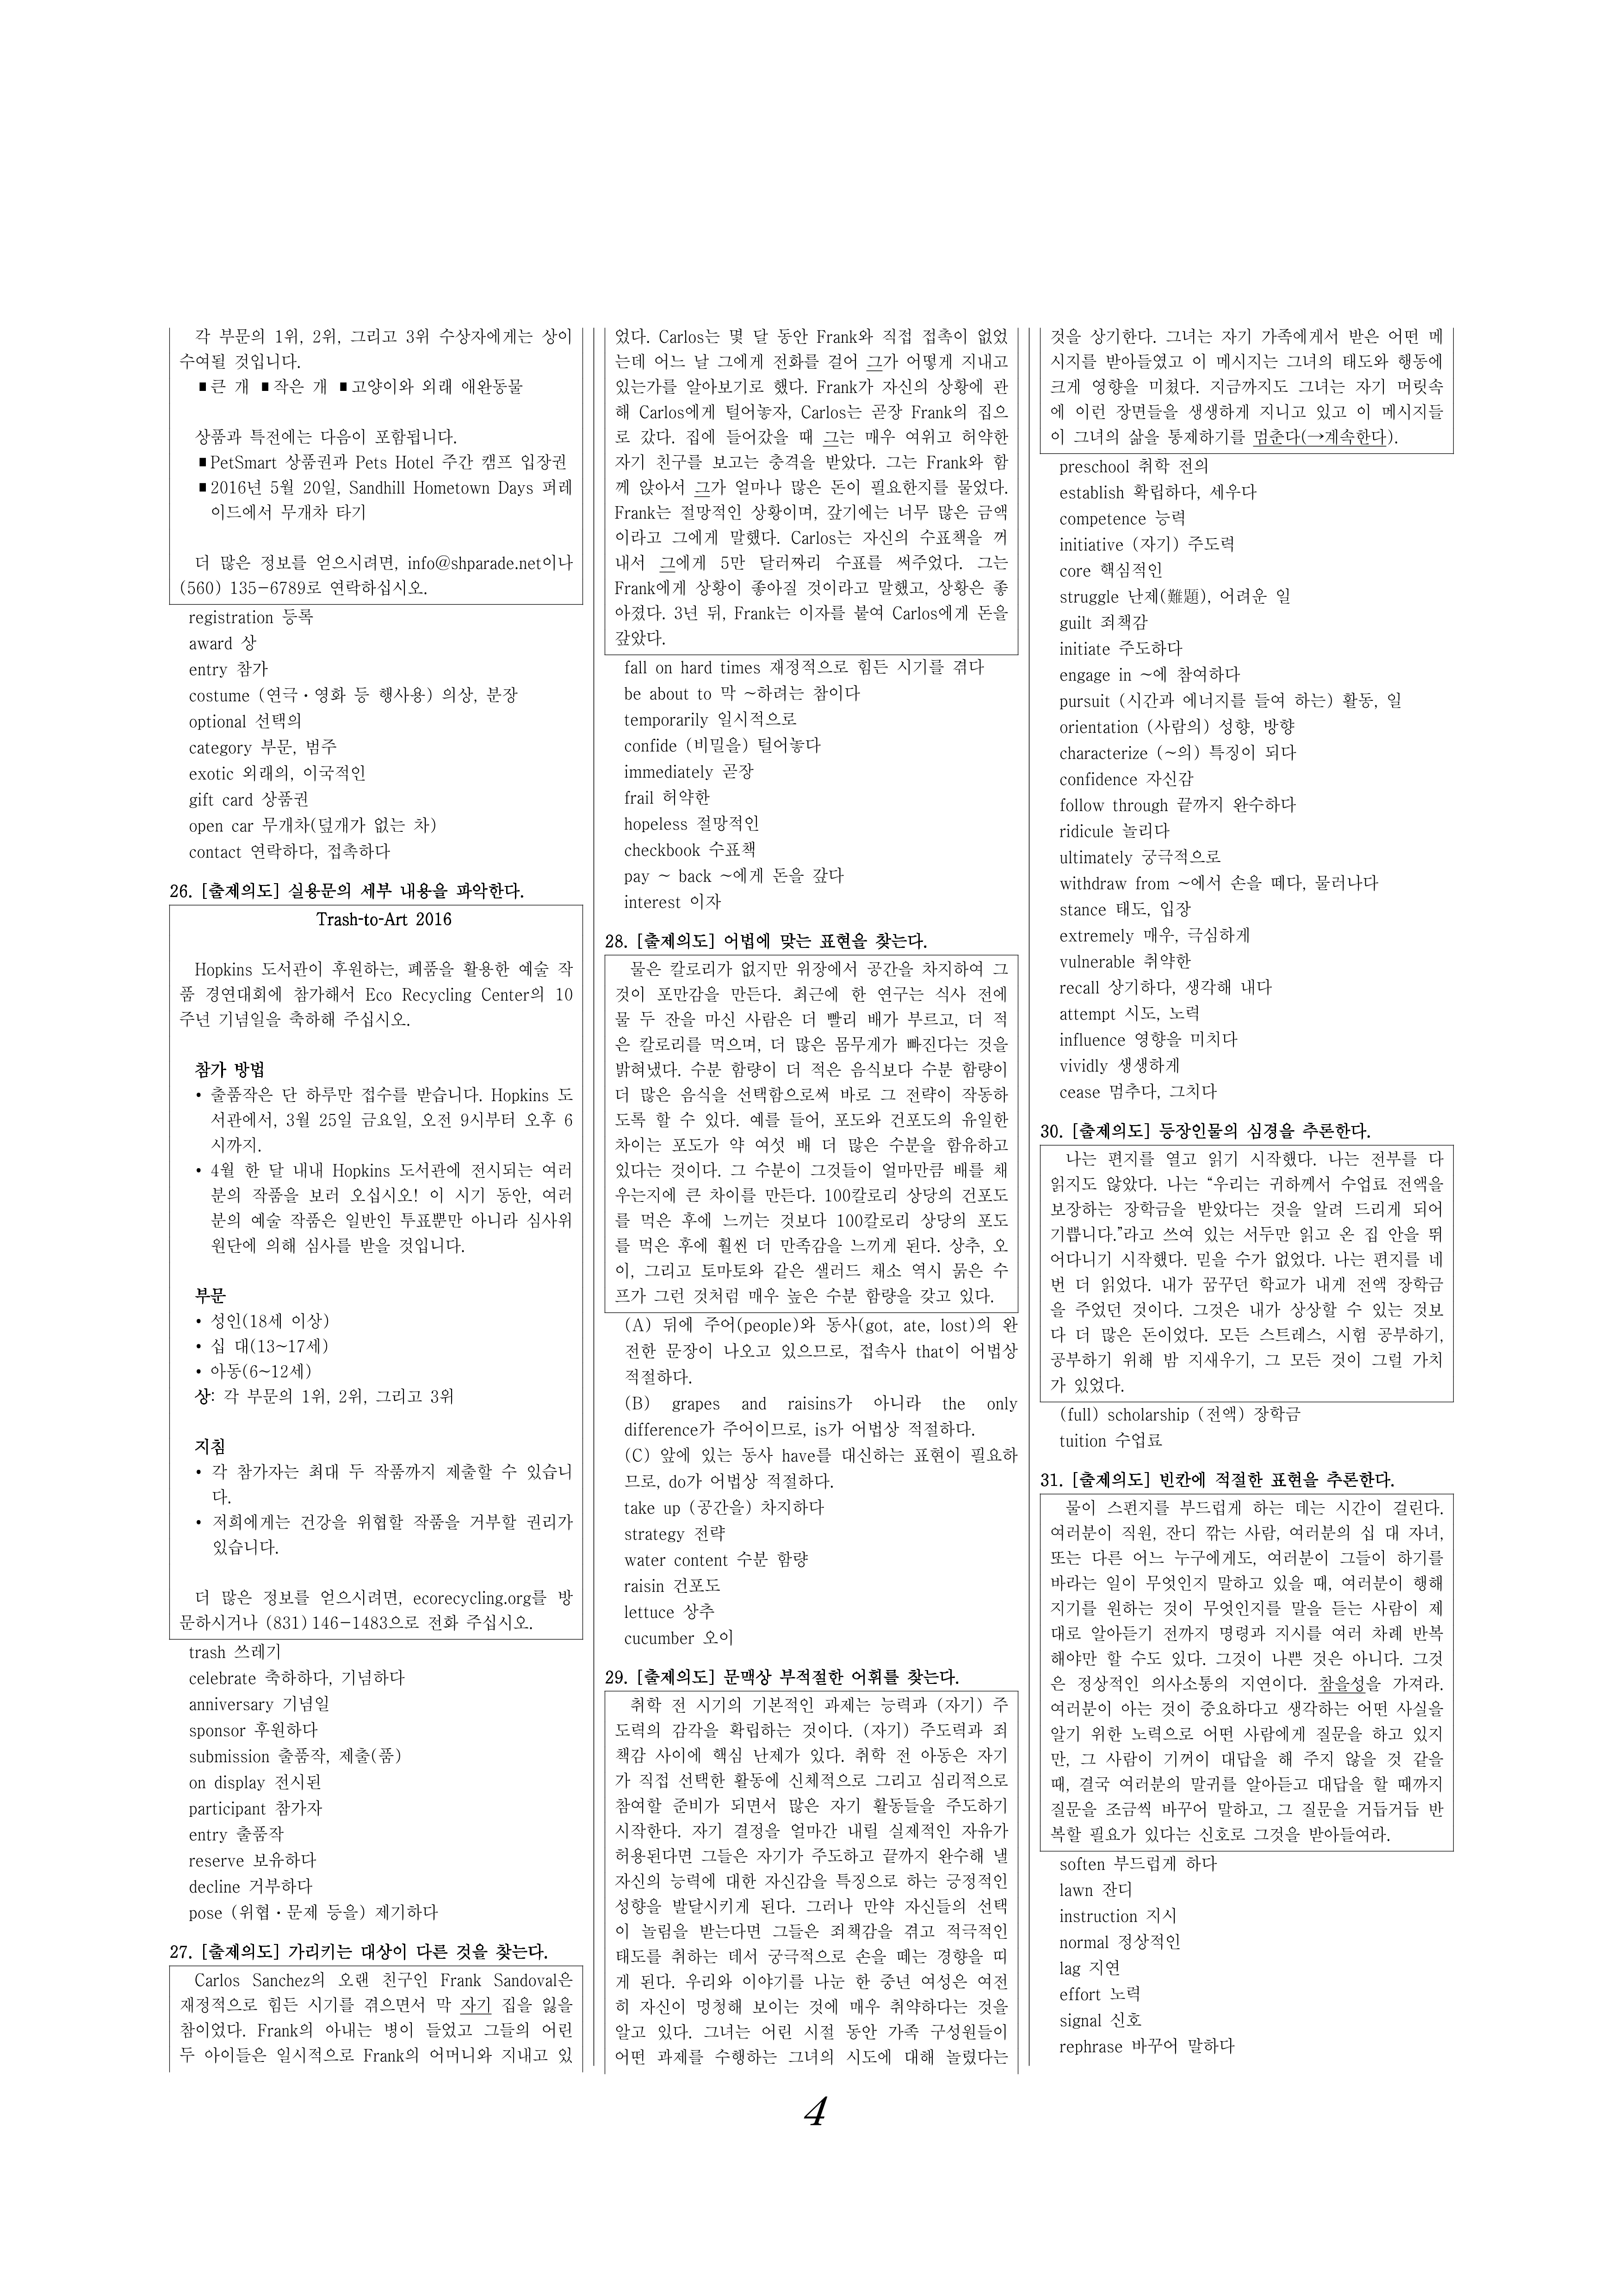 각 부문의 1위, 2위, 그리고 3위 수상자에게는 상이
수여될 것입니다.
■큰 개 ■작은 개 ■고양이와 외래 애완동물
상품과 특전에는 다음이 포함됩니다.
■PetSmart 상품권과 Pets Hotel 주간 캠프 입장권
■2016년 5월 20일, Sandhill Hometown Days 퍼레
이드에서 무개차 타기
더 많은 정보를 얻으시려면, info@shparade.net이나
(560) 135-6789로 연락하십시오.
registration 등록
award 상
entry 참가
costume (연극·영화 등 행사용) 의상, 분장
optional 선택의
category 부문, 범주
exotic 외래의, 이국적인
gift card 상품권
open car 무개차(덮개가 없는 차)
contact 연락하다, 접촉하다
26. [출제의도] 실용문의 세부 내용을 파악한다.
Trash-to-Art 2016
Hopkins 도서관이 후원하는, 폐품을 활용한 예술 작
품 경연대회에 참가해서 Eco Recycling Center의 10
주년 기념일을 축하해 주십시오.
참가 방법
• 출품작은 단 하루만 접수를 받습니다. Hopkins 도
서관에서, 3월 25일 금요일, 오전 9시부터 오후 6
시까지.
• 4월 한 달 내내 Hopkins 도서관에 전시되는 여러
분의 작품을 보러 오십시오! 이 시기 동안, 여러
분의 예술 작품은 일반인 투표뿐만 아니라 심사위
원단에 의해 심사를 받을 것입니다.
부문
• 성인(18세 이상)
• 십 대(13~17세)
• 아동(6~12세)
상: 각 부문의 1위, 2위, 그리고 3위
지침
• 각 참가자는 최대 두 작품까지 제출할 수 있습니
다.
• 저희에게는 건강을 위협할 작품을 거부할 권리가
있습니다.
더 많은 정보를 얻으시려면, ecorecycling.org를 방
문하시거나 (831)146-1483으로 전화 주십시오.
trash 쓰레기
celebrate 축하하다, 기념하다
anniversary 기념일
sponsor 후원하다
submission 출품작, 제출(품)
on display 전시된
participant 참가자
entry 출품작
reserve 보유하다
decline 거부하다
pose (위협·문제 등을) 제기하다
27. [출제의도] 가리키는 대상이 다른 것을 찾는다.
Carlos Sanchez의 오랜 친구인 Frank Sandoval은
재정적으로 힘든 시기를 겪으면서 막 자기 집을 잃을
참이었다. Frank의 아내는 병이 들었고 그들의 어린
두 아이들은 일시적으로 Frank의 어머니와 지내고 있
었다. Carlos는 몇 달 동안 Frank와 직접 접촉이 없었
는데 어느 날 그에게 전화를 걸어 그가 어떻게 지내고
있는가를 알아보기로 했다. Frank가 자신의 상황에 관
해 Carlos에게 털어놓자, Carlos는 곧장 Frank의 집으
로 갔다. 집에 들어갔을 때 그는 매우 여위고 허약한
자기 친구를 보고는 충격을 받았다. 그는 Frank와 함
께 앉아서 그가 얼마나 많은 돈이 필요한지를 물었다.
Frank는 절망적인 상황이며, 갚기에는 너무 많은 금액
이라고 그에게 말했다. Carlos는 자신의 수표책을 꺼
내서 그에게 5만 달러짜리 수표를 써주었다. 그는
Frank에게 상황이 좋아질 것이라고 말했고, 상황은 좋
아졌다. 3년 뒤, Frank는 이자를 붙여 Carlos에게 돈을
갚았다.
fall on hard times 재정적으로 힘든 시기를 겪다
be about to 막 ~하려는 참이다
temporarily 일시적으로
confide (비밀을) 털어놓다
immediately 곧장
frail 허약한
hopeless 절망적인
checkbook 수표책
pay ~ back ~에게 돈을 갚다
interest 이자
28. [출제의도] 어법에 맞는 표현을 찾는다.
물은 칼로리가 없지만 위장에서 공간을 차지하여 그
것이 포만감을 만든다. 최근에 한 연구는 식사 전에
물 두 잔을 마신 사람은 더 빨리 배가 부르고, 더 적
은 칼로리를 먹으며, 더 많은 몸무게가 빠진다는 것을
밝혀냈다. 수분 함량이 더 적은 음식보다 수분 함량이
더 많은 음식을 선택함으로써 바로 그 전략이 작동하
도록 할 수 있다. 예를 들어, 포도와 건포도의 유일한
차이는 포도가 약 여섯 배 더 많은 수분을 함유하고
있다는 것이다. 그 수분이 그것들이 얼마만큼 배를 채
우는지에 큰 차이를 만든다. 100칼로리 상당의 건포도
를 먹은 후에 느끼는 것보다 100칼로리 상당의 포도
를 먹은 후에 훨씬 더 만족감을 느끼게 된다. 상추, 오
이, 그리고 토마토와 같은 샐러드 채소 역시 묽은 수
프가 그런 것처럼 매우 높은 수분 함량을 갖고 있다.
(A) 뒤에 주어(people)와 동사(got, ate, lost)의 완
전한 문장이 나오고 있으므로, 접속사 that이 어법상
적절하다.
(B) grapes and raisins가 아니라 the only
difference가 주어이므로, is가 어법상 적절하다.
(C) 앞에 있는 동사 have를 대신하는 표현이 필요하
므로, do가 어법상 적절하다.
take up (공간을) 차지하다
strategy 전략
water content 수분 함량
raisin 건포도
lettuce 상추
cucumber 오이
29. [출제의도] 문맥상 부적절한 어휘를 찾는다.
취학 전 시기의 기본적인 과제는 능력과 (자기) 주
도력의 감각을 확립하는 것이다. (자기) 주도력과 죄
책감 사이에 핵심 난제가 있다. 취학 전 아동은 자기
가 직접 선택한 활동에 신체적으로 그리고 심리적으로
참여할 준비가 되면서 많은 자기 활동들을 주도하기
시작한다. 자기 결정을 얼마간 내릴 실제적인 자유가
허용된다면 그들은 자기가 주도하고 끝까지 완수해 낼
자신의 능력에 대한 자신감을 특징으로 하는 긍정적인
성향을 발달시키게 된다. 그러나 만약 자신들의 선택
이 놀림을 받는다면 그들은 죄책감을 겪고 적극적인
태도를 취하는 데서 궁극적으로 손을 떼는 경향을 띠
게 된다. 우리와 이야기를 나눈 한 중년 여성은 여전
히 자신이 멍청해 보이는 것에 매우 취약하다는 것을
알고 있다. 그녀는 어린 시절 동안 가족 구성원들이
어떤 과제를 수행하는 그녀의 시도에 대해 놀렸다는
것을 상기한다. 그녀는 자기 가족에게서 받은 어떤 메
시지를 받아들였고 이 메시지는 그녀의 태도와 행동에
크게 영향을 미쳤다. 지금까지도 그녀는 자기 머릿속
에 이런 장면들을 생생하게 지니고 있고 이 메시지들
이 그녀의 삶을 통제하기를 멈춘다(→계속한다).
preschool 취학 전의
establish 확립하다, 세우다
competence 능력
initiative (자기) 주도력
core 핵심적인
struggle 난제(難題), 어려운 일
guilt 죄책감
initiate 주도하다
engage in ~에 참여하다
pursuit (시간과 에너지를 들여 하는) 활동, 일
orientation (사람의) 성향, 방향
characterize (~의) 특징이 되다
confidence 자신감
follow through 끝까지 완수하다
ridicule 놀리다
ultimately 궁극적으로
withdraw from ~에서 손을 떼다, 물러나다
stance 태도, 입장
extremely 매우, 극심하게
vulnerable 취약한
recall 상기하다, 생각해 내다
attempt 시도, 노력
influence 영향을 미치다
vividly 생생하게
cease 멈추다, 그치다
30. [출제의도] 등장인물의 심경을 추론한다.
나는 편지를 열고 읽기 시작했다. 나는 전부를 다
읽지도 않았다. 나는 “우리는 귀하께서 수업료 전액을
보장하는 장학금을 받았다는 것을 알려 드리게 되어
기쁩니다.”라고 쓰여 있는 서두만 읽고 온 집 안을 뛰
어다니기 시작했다. 믿을 수가 없었다. 나는 편지를 네
번 더 읽었다. 내가 꿈꾸던 학교가 내게 전액 장학금
을 주었던 것이다. 그것은 내가 상상할 수 있는 것보
다 더 많은 돈이었다. 모든 스트레스, 시험 공부하기,
공부하기 위해 밤 지새우기, 그 모든 것이 그럴 가치
가 있었다.
(full) scholarship (전액) 장학금
tuition 수업료
31. [출제의도] 빈칸에 적절한 표현을 추론한다.
물이 스펀지를 부드럽게 하는 데는 시간이 걸린다.
여러분이 직원, 잔디 깎는 사람, 여러분의 십 대 자녀,
또는 다른 어느 누구에게도, 여러분이 그들이 하기를
바라는 일이 무엇인지 말하고 있을 때, 여러분이 행해
지기를 원하는 것이 무엇인지를 말을 듣는 사람이 제
대로 알아듣기 전까지 명령과 지시를 여러 차례 반복
해야만 할 수도 있다. 그것이 나쁜 것은 아니다. 그것
은 정상적인 의사소통의 지연이다. 참을성을 가져라.
여러분이 아는 것이 중요하다고 생각하는 어떤 사실을
알기 위한 노력으로 어떤 사람에게 질문을 하고 있지
만, 그 사람이 기꺼이 대답을 해 주지 않을 것 같을
때, 결국 여러분의 말귀를 알아듣고 대답을 할 때까지
질문을 조금씩 바꾸어 말하고, 그 질문을 거듭거듭 반
복할 필요가 있다는 신호로 그것을 받아들여라.
soften 부드럽게 하다
lawn 잔디
instruction 지시
normal 정상적인
lag 지연
effort 노력
signal 신호
rephrase 바꾸어 말하다
4